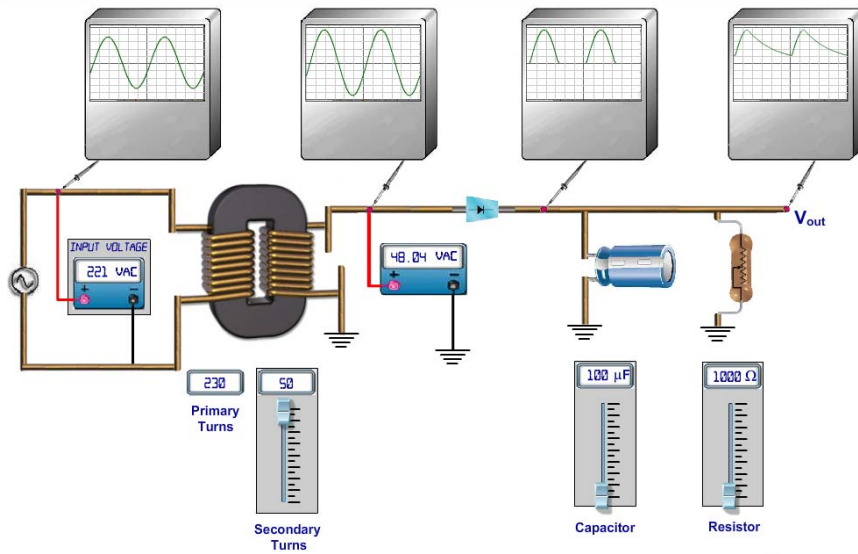 INPUT VOLTAGE
221 VAC
+ −
48.04 VAC
+ −
Vout
230
Primary
Turns
50
Secondary
Turns
100 µF
Capacitor
1000 Ω
Resistor